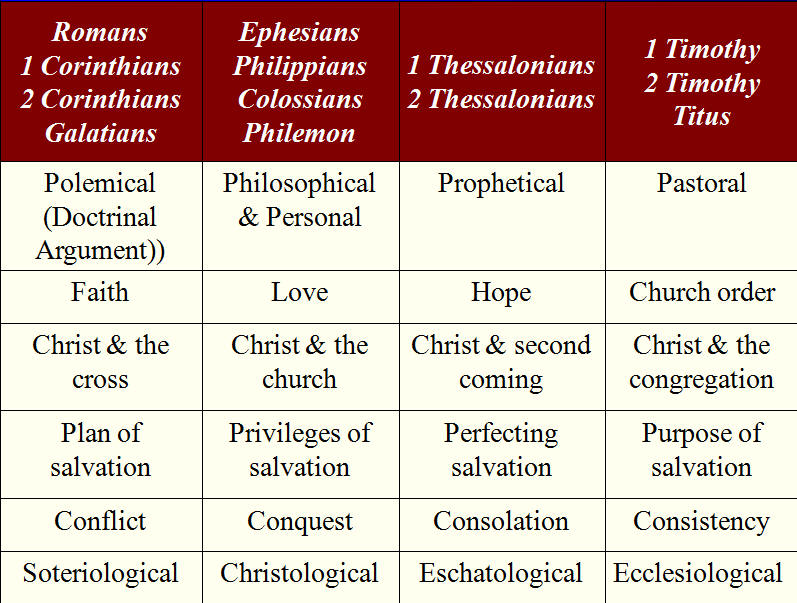 Romans
1 Corinthians
2 Corinthians
Galatians
Ephesians
Philippians
Colossians
Philemon
1 Thessalonians
2 Thessalonians
1 Timothy
2 Timothy
Titus
Polemical
(Doctrinal
Argument))
Philosophical
& Personal
Prophetical
Pastoral
Faith
Love
Hope
Church order
Christ & the
cross
Christ & the
church
Christ & second
coming
Christ & the
congregation
Plan of
salvation
Privileges of
salvation
Perfecting
salvation
Purpose of
salvation
Conflict
Conquest
Consolation
Consistency
Soteriological
Christological
Eschatological
Ecclesiological